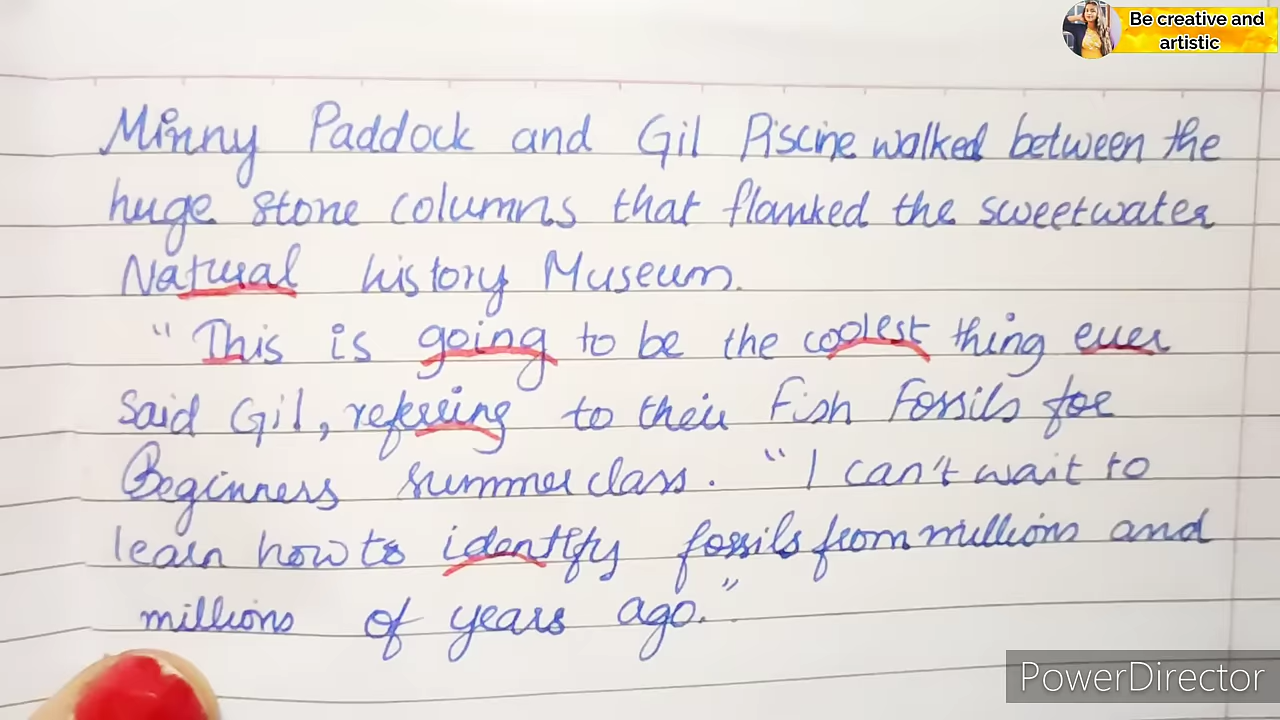 Be creative and
artistic
Minny Paddock and Gil Piscine walked between the
huge stone columns that flanked the sweetwater
Natural history Museum.
"This is going to be the coolest thing ever
said Gil, referring to their Fish Fossils for
Beginners summer class. "I can't wait to
learn how to identify fossils from millions and
millions of years ago."
PowerDirector